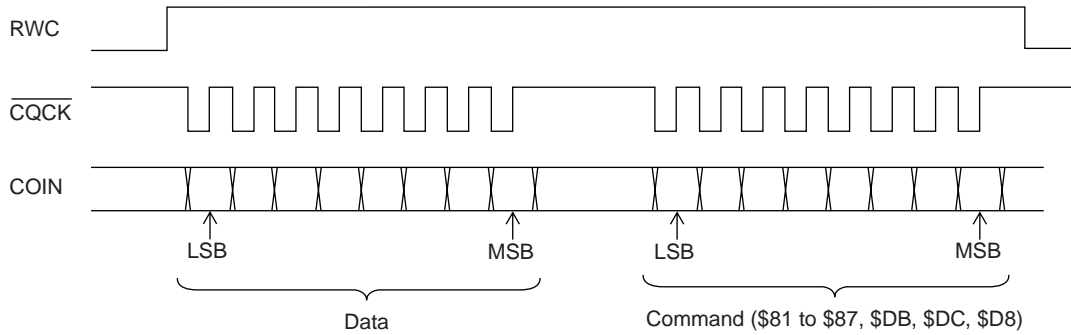 RWC
CQCK
COIN
LSB MSB LSB MSB
Data Command ($81 to $87, $DB, $DC, $D8)